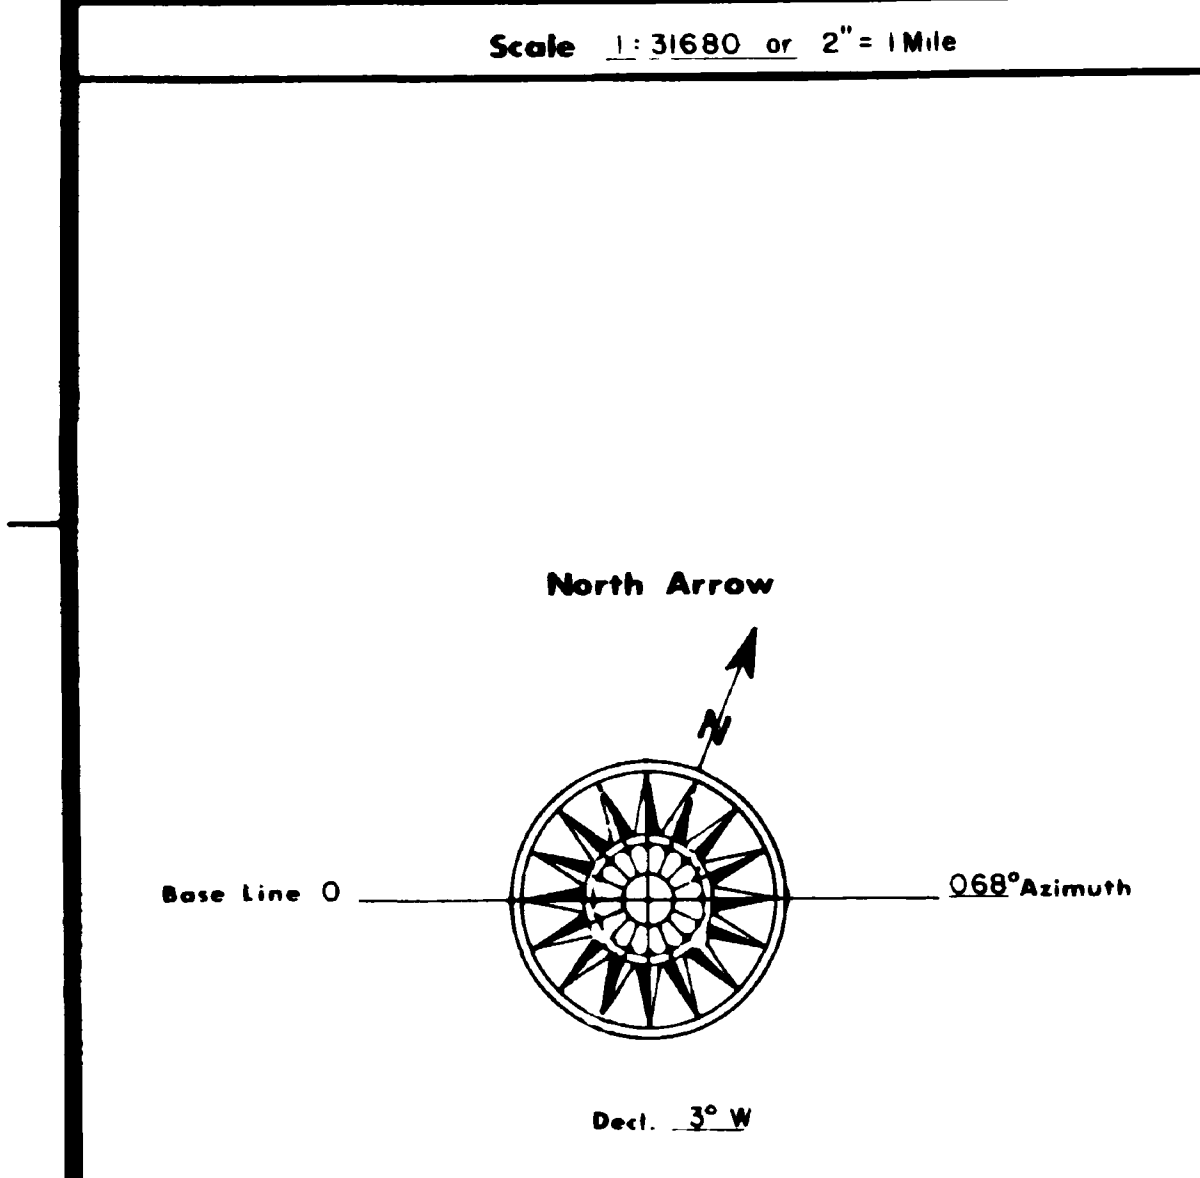 Scale 1:31680 or 2" = 1 Mile
North Arrow
N
Base Line 0 068° Azimuth
Decl. 3° W